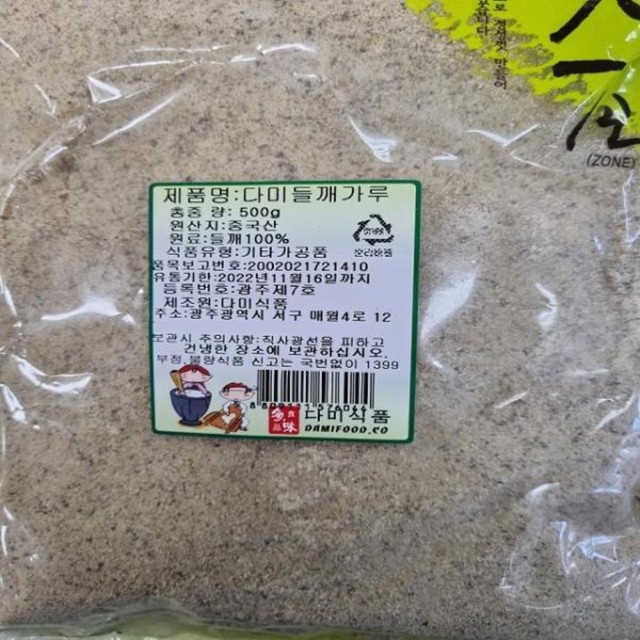 (ZONE)
제품명:다미들깨가루
총중 량: 500g
원산지:중국산
원료:들깨100%
식품유형:기타가공품
품목보고번호:2002021721410
유통기한:2022년11월16일까지
등록번호:광주제7호
제조원:다미식품
주소:광주광역시 서구 매월4로 12
보관시 주의사항:직사광선을 피하고
건냉한 장소에 보관하십시오.
부정.불량식품 신고는 국번없이 1399
다미식품
DAMIFOOD.CO